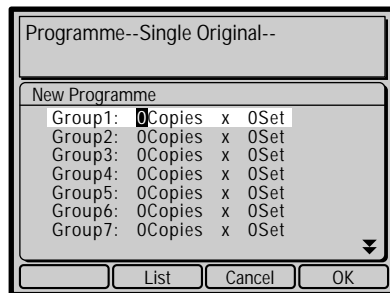 Programme--Single Original--
New Programme
Group1: 0Copies x 0Set
Group2: 0Copies x 0Set
Group3: 0Copies x 0Set
Group4: 0Copies x 0Set
Group5: 0Copies x 0Set
Group6: 0Copies x 0Set
Group7: 0Copies x 0Set
List Cancel OK